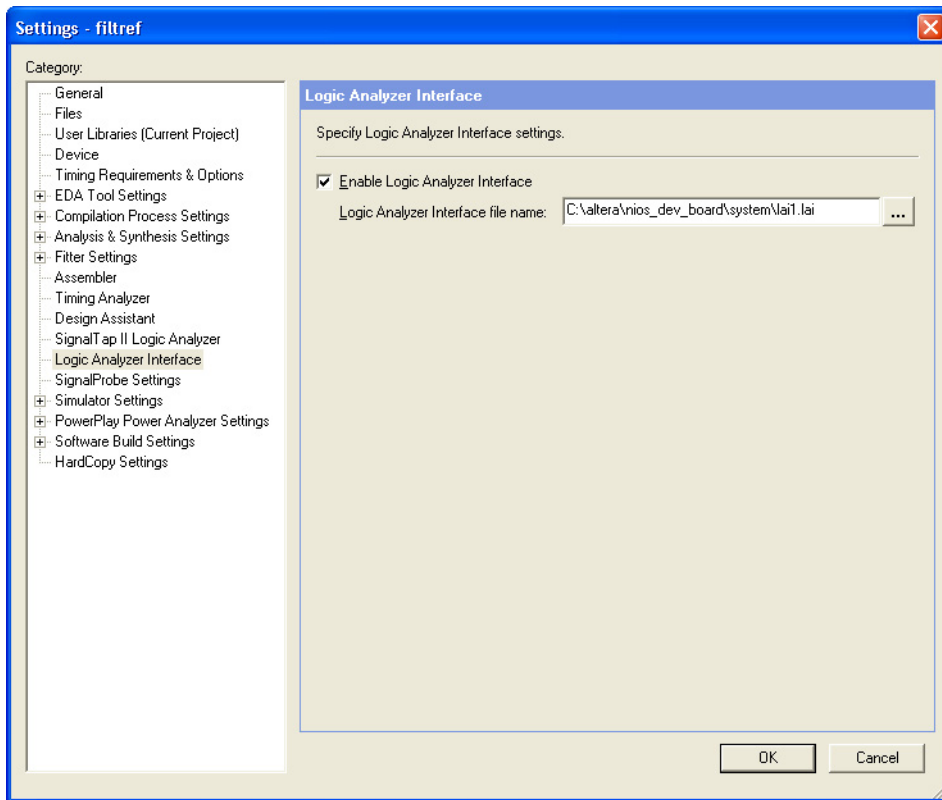 Settings - filtref
Category:
General
Files
User Libraries (Current Project)
Device
Timing Requirements & Options
EDA Tool Settings
Compilation Process Settings
Analysis & Synthesis Settings
Fitter Settings
Assembler
Timing Analyzer
Design Assistant
SignalTap II Logic Analyzer
Logic Analyzer Interface
SignalProbe Settings
Simulator Settings
PowerPlay Power Analyzer Settings
Software Build Settings
HardCopy Settings
Logic Analyzer Interface
Specify Logic Analyzer Interface settings.
Enable Logic Analyzer Interface
Logic Analyzer Interface file name: C:\altera\nios_dev_board\system\lai1.lai ...
OK Cancel